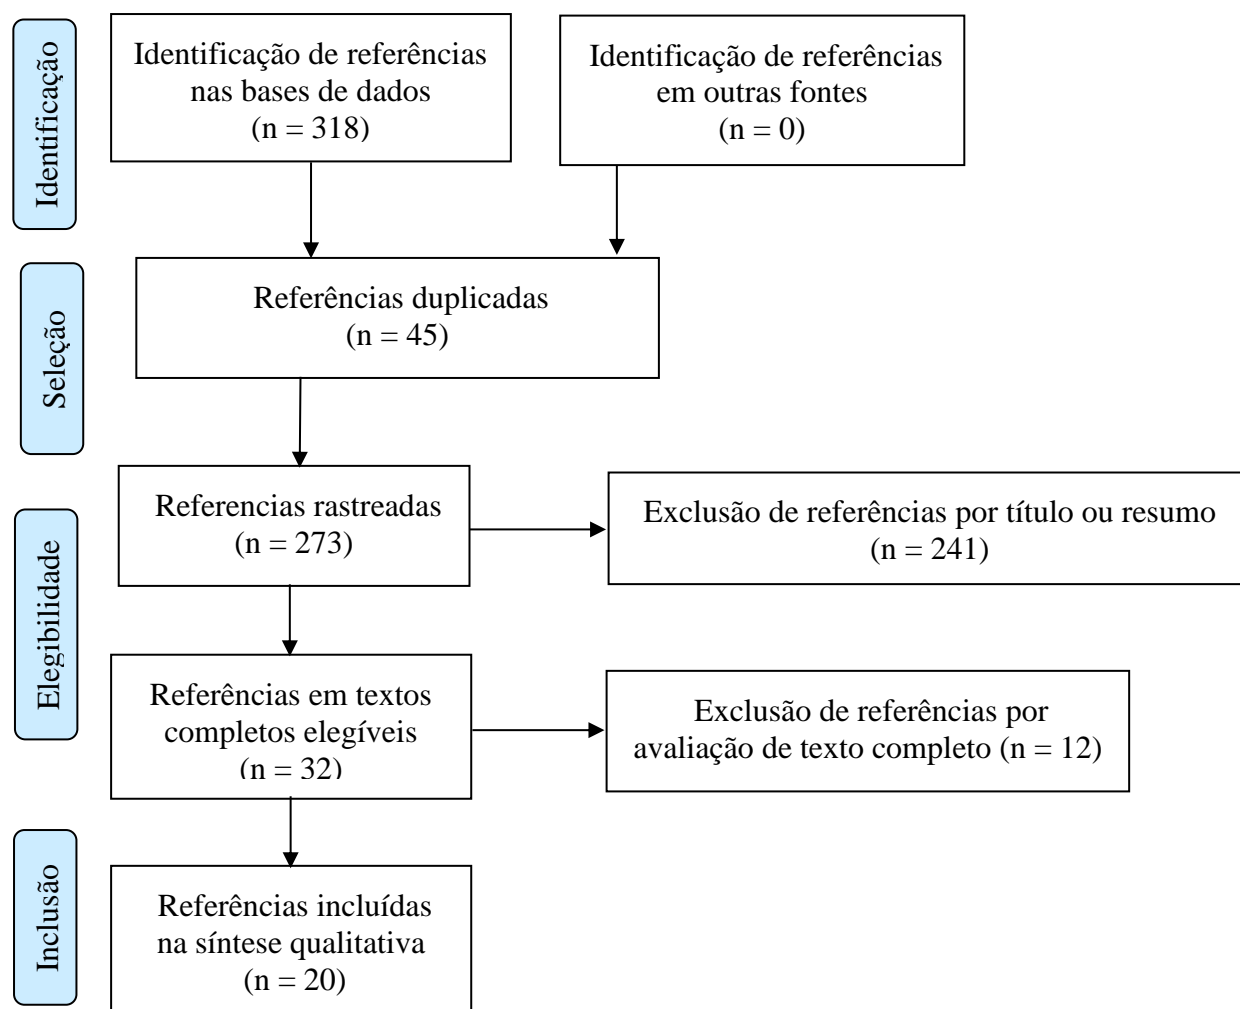 Identificação
Identificação de referências
nas bases de dados
(n = 318)
Identificação de referências
em outras fontes
(n = 0)
Seleção
Referências duplicadas
(n = 45)
Elegibilidade
Referencias rastreadas
(n = 273)
Exclusão de referências por título ou resumo
(n = 241)
Referências em textos
completos elegíveis
(n = 32)
Exclusão de referências por
avaliação de texto completo (n = 12)
Inclusão
Referências incluídas
na síntese qualitativa
(n = 20)